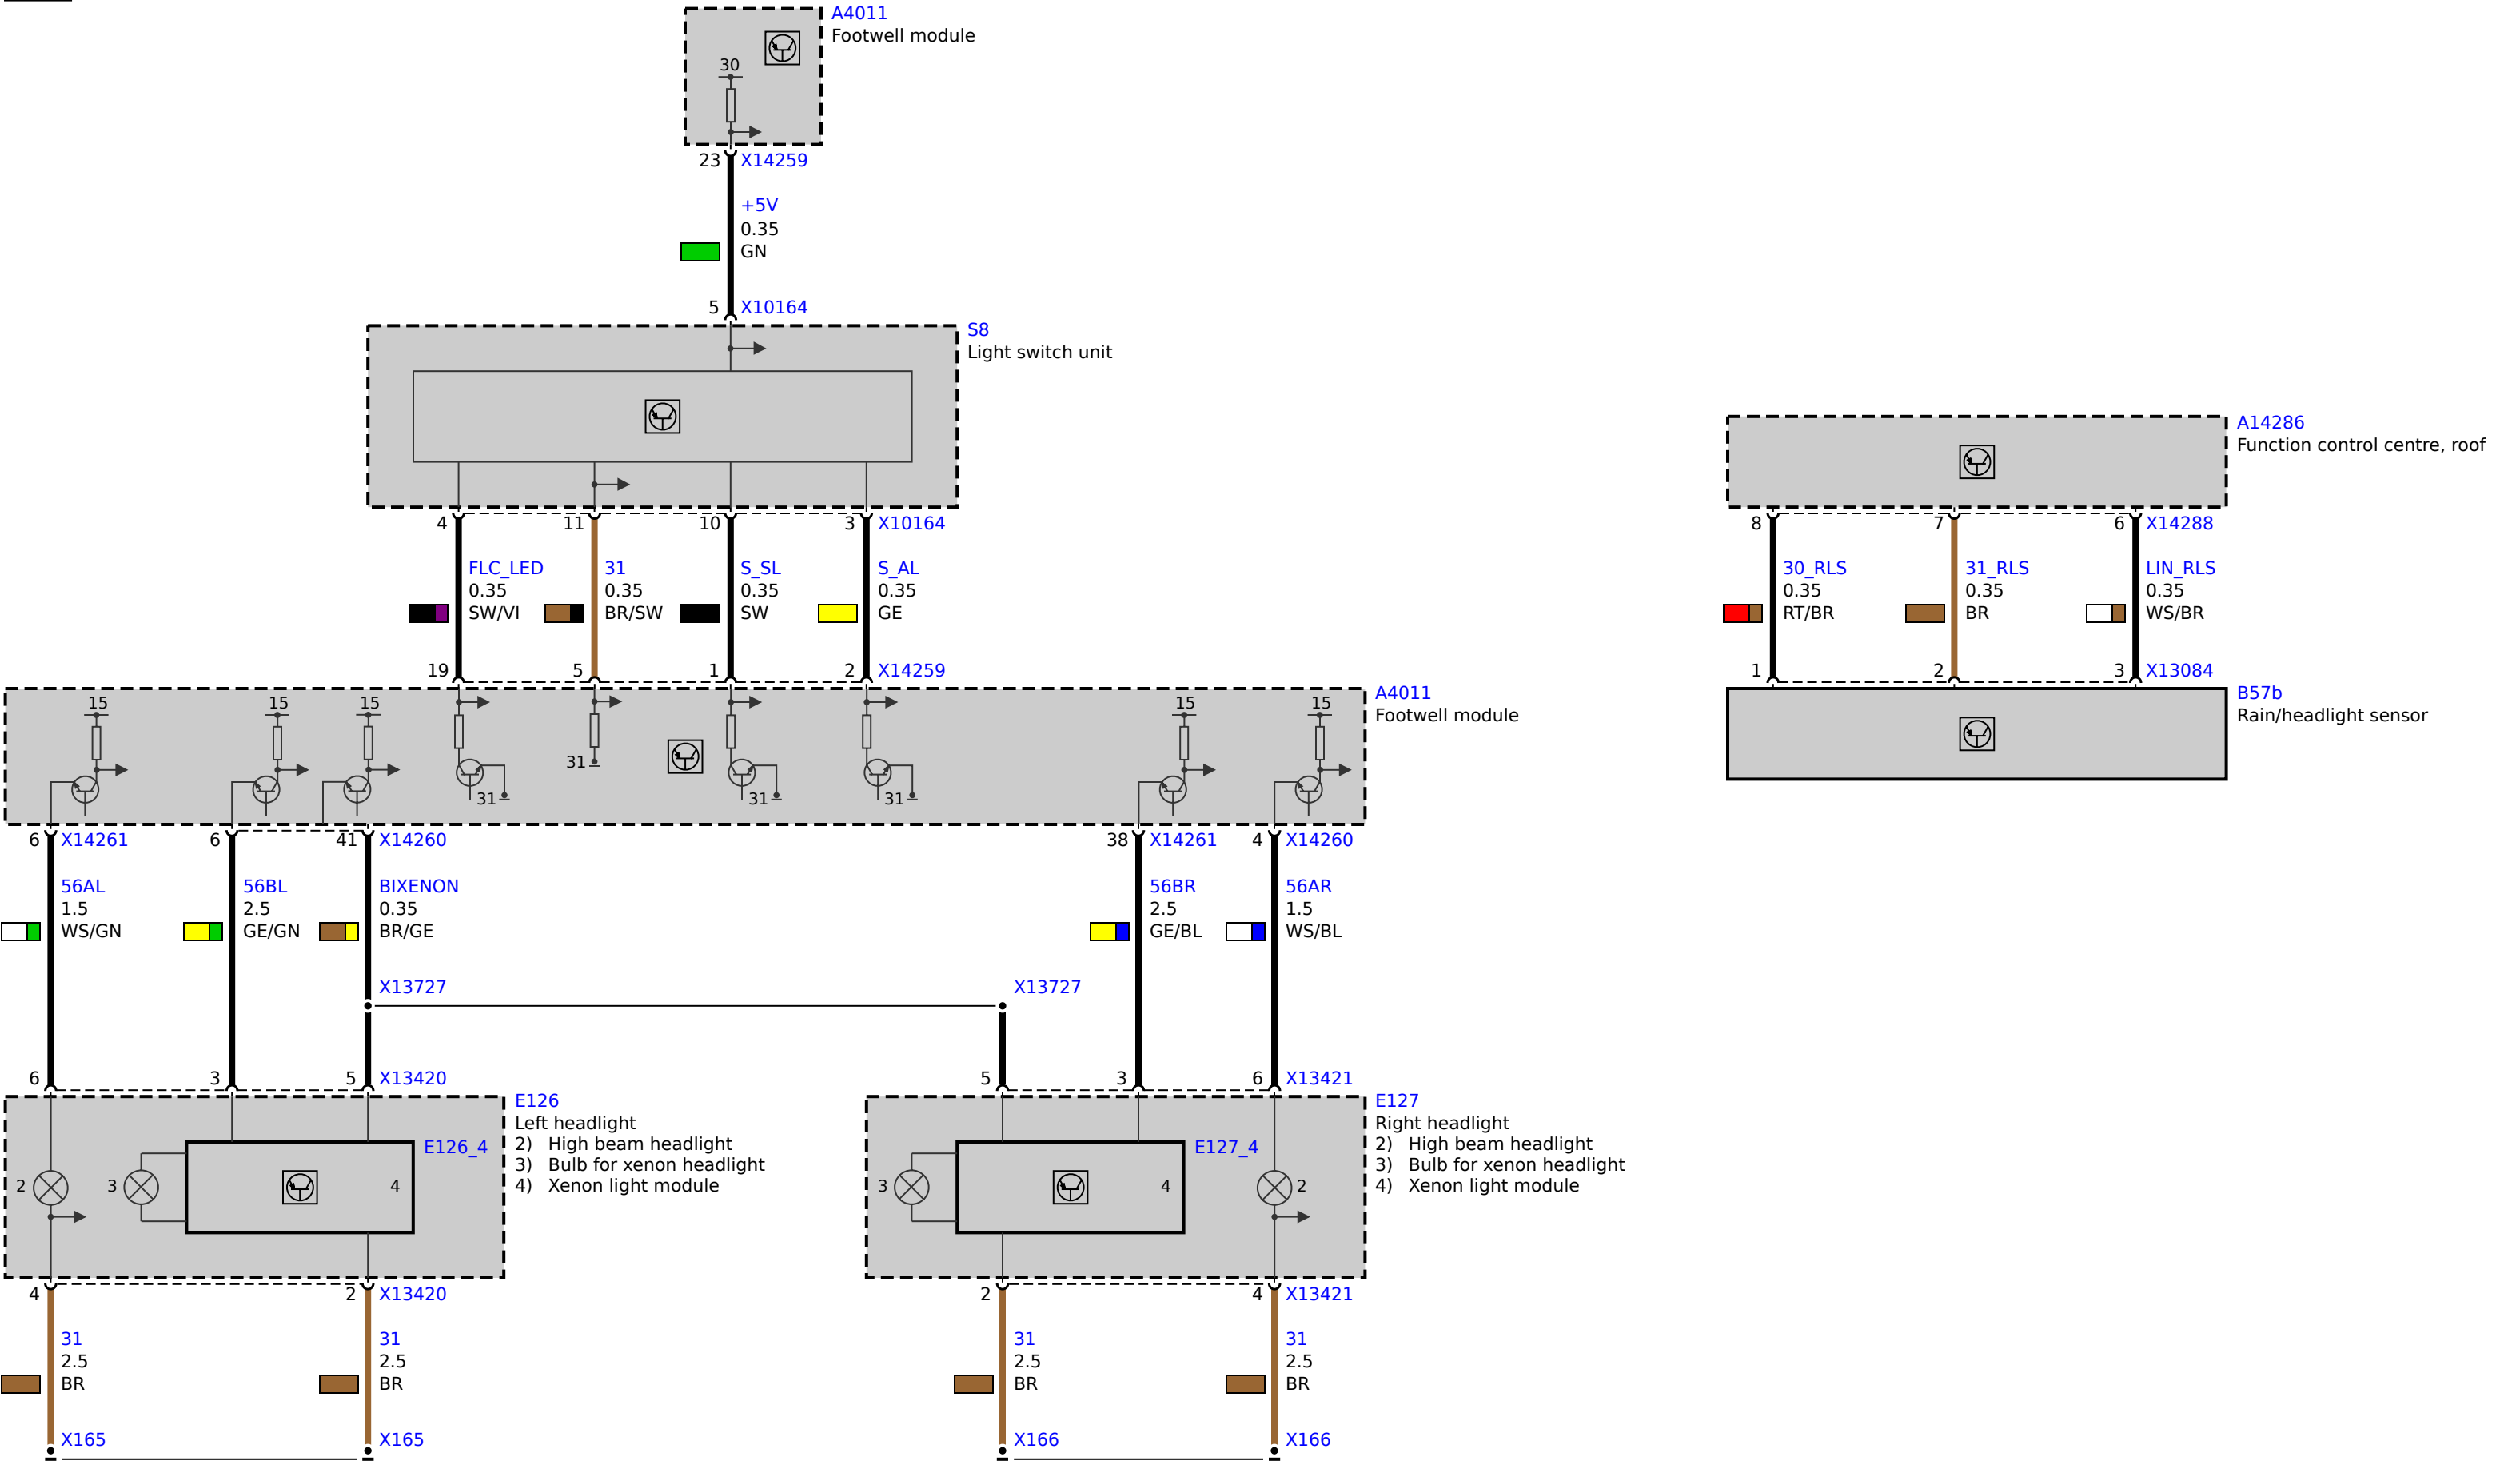 A4011
Footwell module
30
23 X14259
+5V
0.35
GN
5 X10164
S8
Light switch unit
4 11 10 3 X10164
FLC_LED 31 S_SL S_AL
0.35 0.35 0.35 0.35
SW/VI BR/SW SW GE
19 5 1 2 X14259
A14286
Function control centre, roof
8 7 6 X14288
30_RLS 31_RLS LIN_RLS
0.35 0.35 0.35
RT/BR BR WS/BR
1 2 3 X13084
B57b
Rain/headlight sensor
A4011
Footwell module
15 15 15 15 15
31
31 31 31
6 X14261 6 41 X14260 38 X14261 4 X14260
56AL 56BL BIXENON 56BR 56AR
1.5 2.5 0.35 2.5 1.5
WS/GN GE/GN BR/GE GE/BL WS/BL
X13727 X13727
6 3 5 X13420 5 3 6 X13421
E126
Left headlight
2) High beam headlight
3) Bulb for xenon headlight
4) Xenon light module
E126_4
2 3 4
E127
Right headlight
2) High beam headlight
3) Bulb for xenon headlight
4) Xenon light module
E127_4
3 4 2
4 2 X13420 2 4 X13421
31 31 31 31
2.5 2.5 2.5 2.5
BR BR BR BR
X165 X165 X166 X166